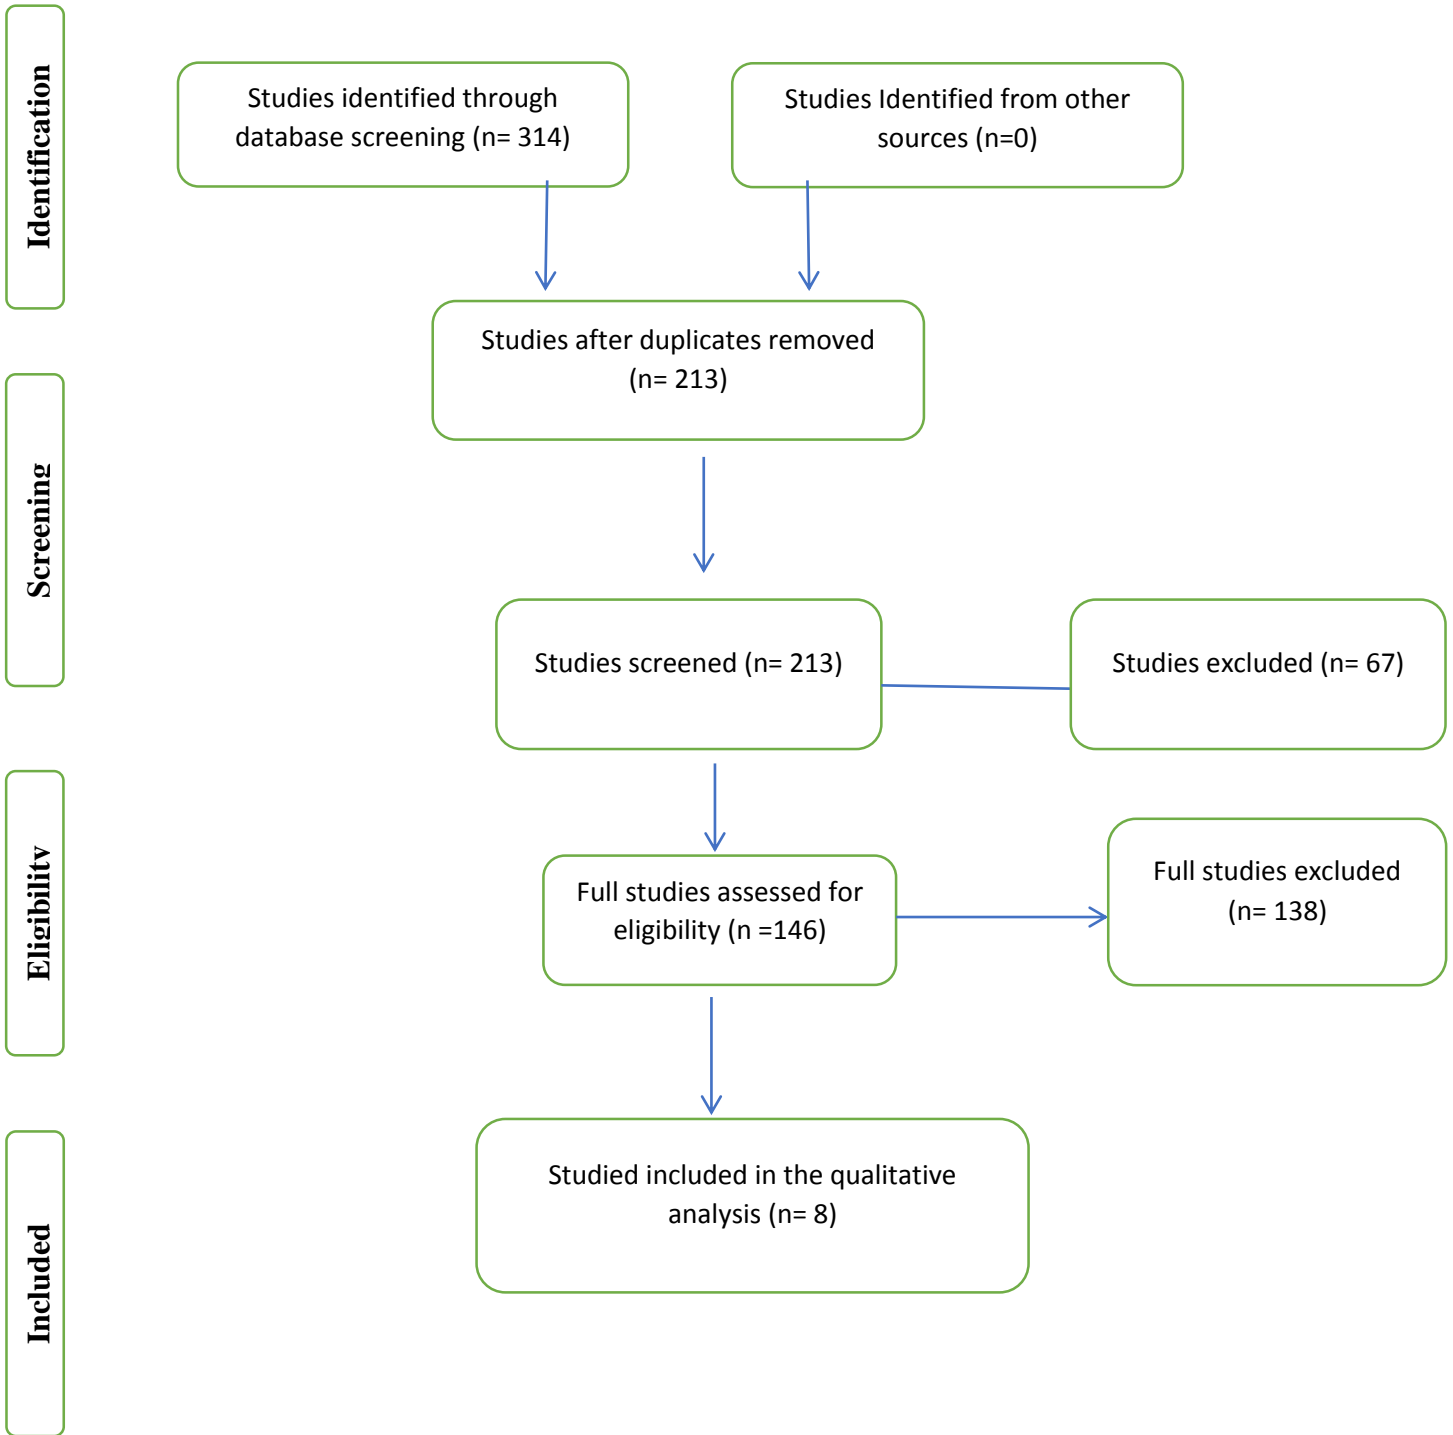 Identification
Studies identified through
database screening (n= 314)
Studies Identified from other
sources (n=0)
Studies after duplicates removed
(n= 213)
Screening
Studies screened (n= 213)
Studies excluded (n= 67)
Eligibility
Full studies assessed for
eligibility (n =146)
Full studies excluded
(n= 138)
Included
Studied included in the qualitative
analysis (n= 8)